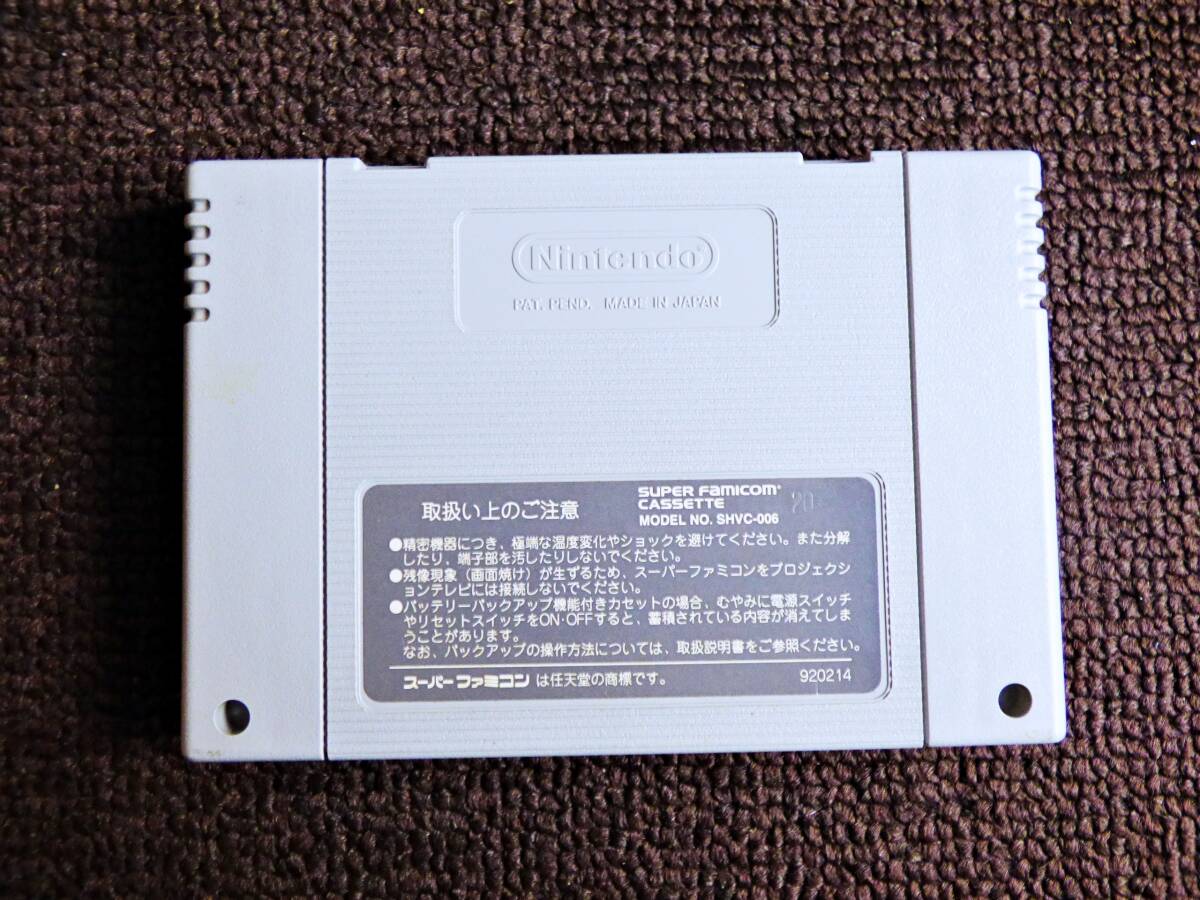 Nintendo®
PAT. PEND. MADE IN JAPAN
取扱い上のご注意
SUPER FAMICOM®
CASSETTE
MODEL NO. SHVC-006
20
●精密機器につき、極端な温度変化やショックを避けてください。また分解
したり、端子部を汚したりしないでください。
●残像現象（画面焼け）が生ずるため、スーパーファミコンをプロジェクシ
ョンテレビには接続しないでください。
●バッテリーバックアップ機能付きカセットの場合、むやみに電源スイッチ
やリセットスイッチをON·OFFすると、蓄積されている内容が消えてしま
うことがあります。
なお、バックアップの操作方法については、取扱説明書をご参照ください。
スーパーファミコン は任天堂の商標です。
920214